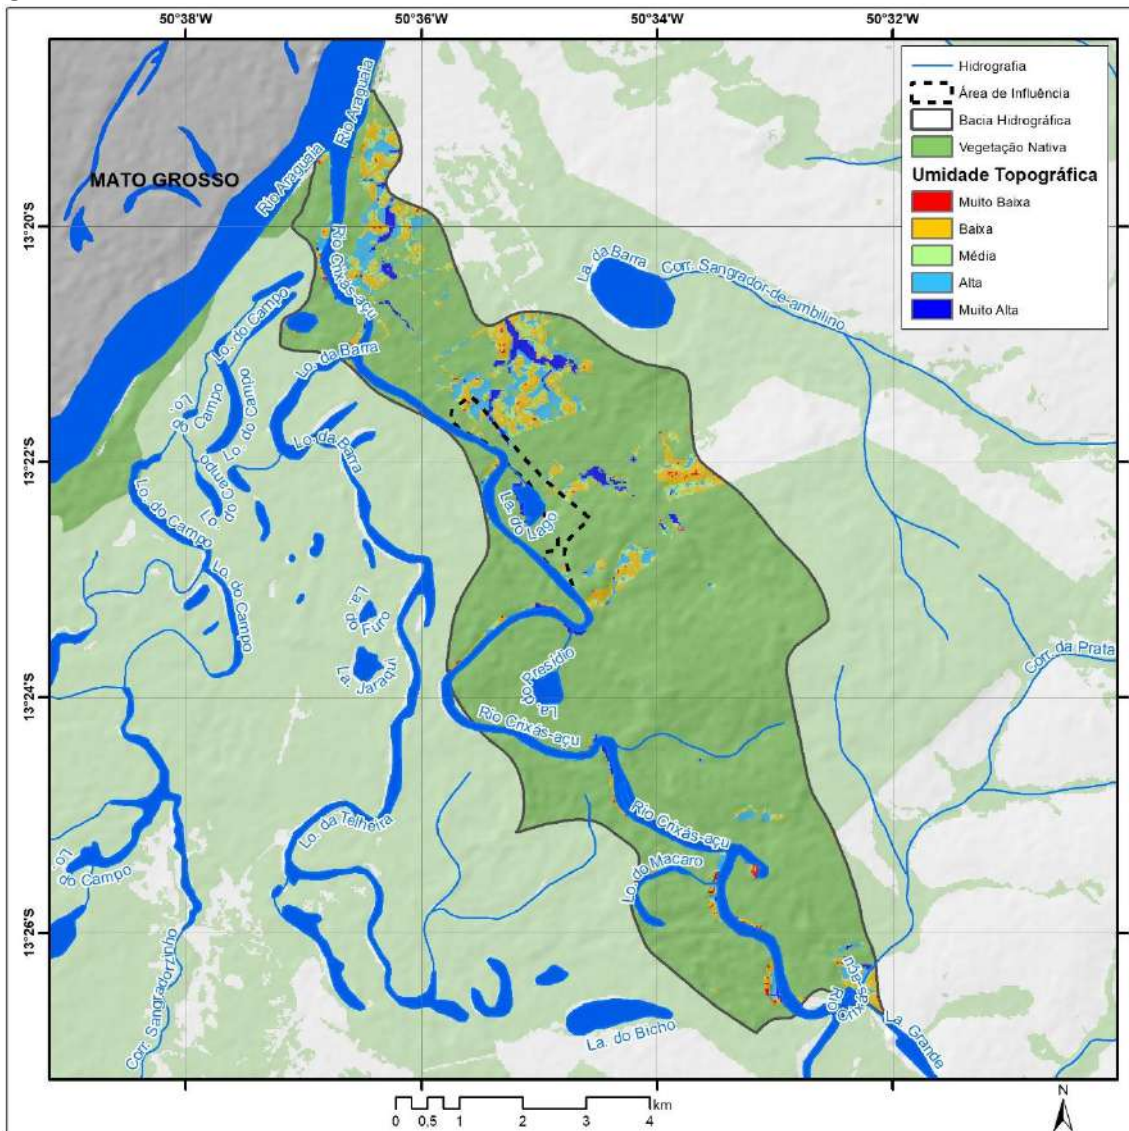 50°38'W 50°36'W 50°34'W 50°32'W
Hidrografia
Área de Influência
Bacia Hidrográfica
Vegetação Nativa
Umidade Topográfica
Muito Baixa
Baixa
Média
Alta
Muito Alta
Rio Araguaia
Rio Araguaia
MATO GROSSO
13°20'S
Rio Crixás-açu
La. da Barra
Corr. Sangrador-de-ambilino
Lo. do Campo
Lo. da Barra
Lo. do Campo
Lo. do Campo
Lo. da Barra
Lo. do Campo
13°22'S
Lo. do Campo
La. do Lago
Lo. do Campo
La. do Furo
La. Jaraqui
Corr. da Prata
La. do Presídio
13°24'S
Rio Crixás-açu
Rio Crixás-açu
Lo. da Telheira
Lo. do Macaro
Lo. do Campo
13°26'S
Corr. Sangradorzinho
Rio Crixás-açu
La. do Bicho
La. Grande
N
km
0 0,5 1 2 3 4